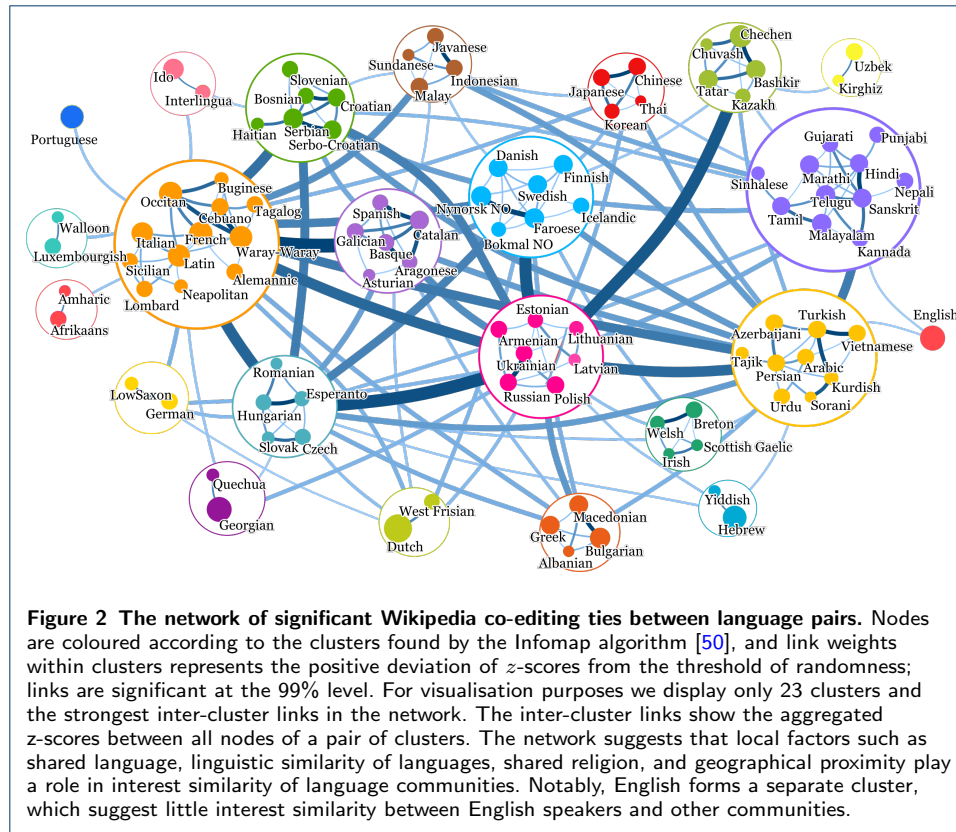 Chechen
Javanese
Chuvash
Sundanese
Uzbek
Slovenian
Ido
Indonesian
Chinese
Bashkir
Kirghiz
Interlingua
Bosnian
Croatian
Malay
Japanese
Tatar
Thai
Kazakh
Portuguese
Haitian
Serbian
Korean
Serbo-Croatian
Gujarati
Punjabi
Danish
Finnish
Marathi
Hindi
Buginese
Sinhalese
Nepali
Occitan
Swedish
Telugu
Cebuano
Spanish
Nynorsk NO
Sanskrit
Tagalog
Icelandic
Tamil
Walloon
Italian
French
Galician
Catalan
Faroese
Malayalam
Waray-Waray
Basque
Bokmal NO
Kannada
Luxembourgish
Latin
Sicilian
Aragonese
Alemannic
Asturian
Amharic
Neapolitan
Lombard
Estonian
English
Afrikaans
Azerbaijani
Turkish
Armenian
Lithuanian
Vietnamese
Ukrainian
Latvian
Tajik
Arabic
Romanian
Persian
Kurdish
LowSaxon
Esperanto
Russian
Polish
Urdu
Sorani
German
Hungarian
Breton
Welsh
Slovak
Czech
Scottish Gaelic
Irish
Quechua
Yiddish
West Frisian
Macedonian
Georgian
Greek
Hebrew
Dutch
Bulgarian
Albanian
Figure 2 The network of significant Wikipedia co-editing ties between language pairs. Nodes
are coloured according to the clusters found by the Infomap algorithm [50], and link weights
within clusters represents the positive deviation of z-scores from the threshold of randomness;
links are significant at the 99% level. For visualisation purposes we display only 23 clusters and
the strongest inter-cluster links in the network. The inter-cluster links show the aggregated
z-scores between all nodes of a pair of clusters. The network suggests that local factors such as
shared language, linguistic similarity of languages, shared religion, and geographical proximity play
a role in interest similarity of language communities. Notably, English forms a separate cluster,
which suggest little interest similarity between English speakers and other communities.